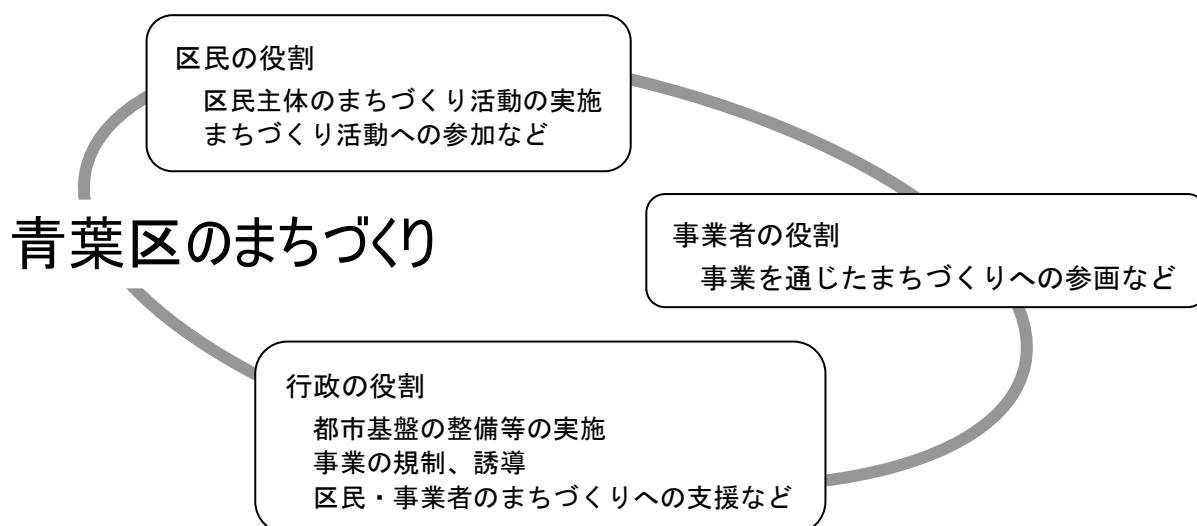 区民の役割
区民主体のまちづくり活動の実施
まちづくり活動への参加など
青葉区のまちづくり
事業者の役割
事業を通じたまちづくりへの参画など
行政の役割
都市基盤の整備等の実施
事業の規制、誘導
区民・事業者のまちづくりへの支援など